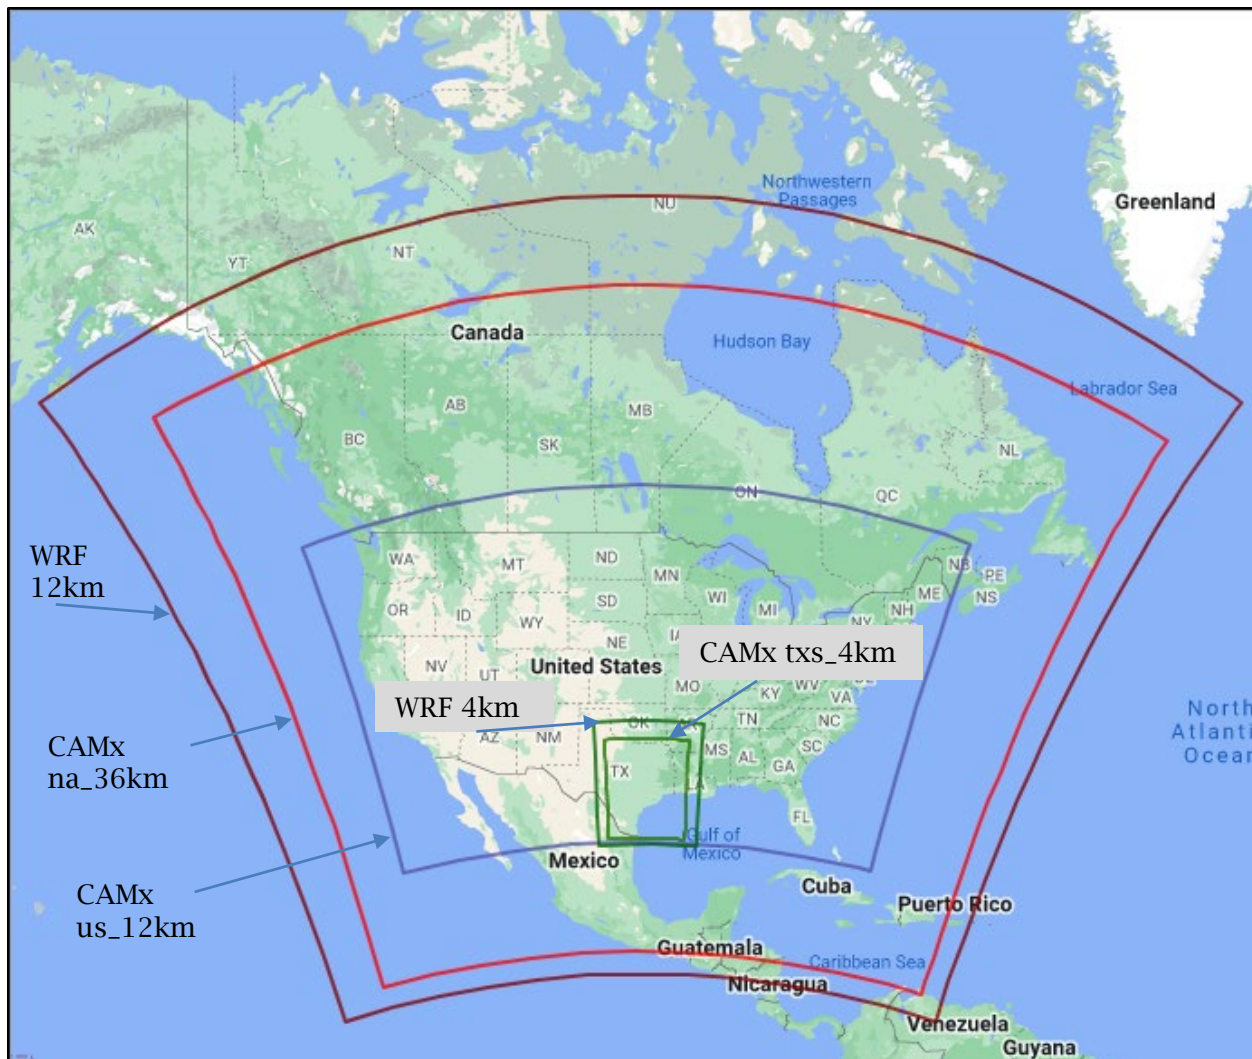 Northwestern
Passages
Greenland
NU
AK
NT
YT
Canada
Hudson Bay
Labrador Sea
AB
MB
BC
SK
NL
ON
QC
WRF
12km
WA
MT
ND
MN
NB
PE
NS
ME
NH
OR
ID
SD
WI
MI
WY
NE
NY
NV
UT
United States
CAMx txs_4km
MO
KY
WV
VA
WRF 4km
OK
TN
NC
AZ
NM
MS
AL
SC
GA
North
Atlanti
Ocean
CAMx
na_36km
TX
LA
FL
Gulf of
Mexico
Mexico
CAMx
us_12km
Cuba
Puerto Rico
Guatemala
Caribbean Sea
Nicaragua
Venezuela
Guyana